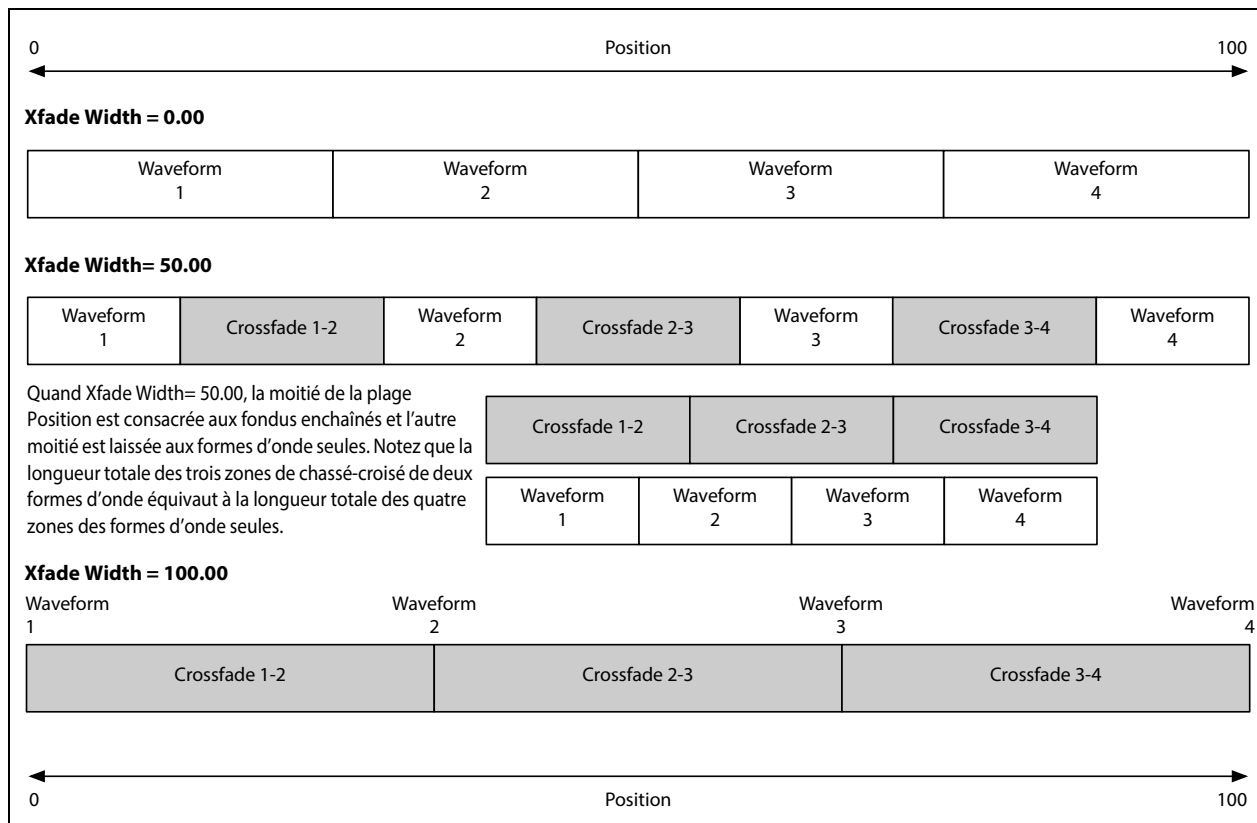 0 Position 100
Xfade Width = 0.00
Waveform Waveform Waveform Waveform
1 2 3 4
Xfade Width= 50.00
Waveform Crossfade 1-2 Waveform Crossfade 2-3 Waveform Crossfade 3-4 Waveform
1 2 3 4
Quand Xfade Width= 50.00, la moitié de la plage
Position est consacrée aux fondus enchaînés et l'autre
moitié est laissée aux formes d'onde seules. Notez que la
longueur totale des trois zones de chassé-croisé de deux
formes d'onde équivaut à la longueur totale des quatre
zones des formes d'onde seules.
Crossfade 1-2 Crossfade 2-3 Crossfade 3-4
Waveform Waveform Waveform Waveform
1 2 3 4
Xfade Width = 100.00
Waveform Waveform Waveform Waveform
1 2 3 4
Crossfade 1-2 Crossfade 2-3 Crossfade 3-4
0 Position 100